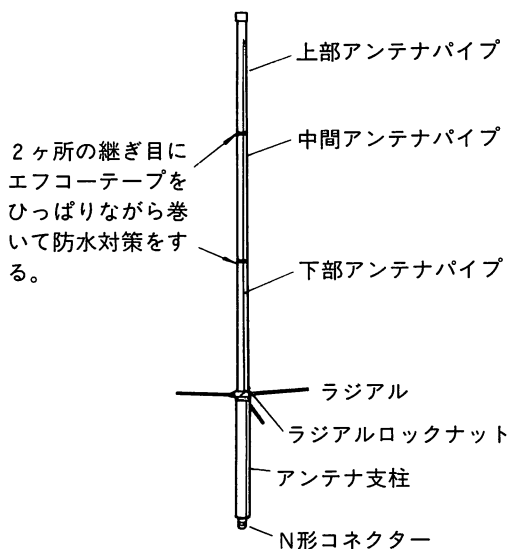 上部アンテナパイプ
中間アンテナパイプ
２ヶ所の継ぎ目に
エフコーテープを
ひっぱりながら巻
いて防水対策をす
る。
下部アンテナパイプ
ラジアル
ラジアルロックナット
アンテナ支柱
N形コネクター